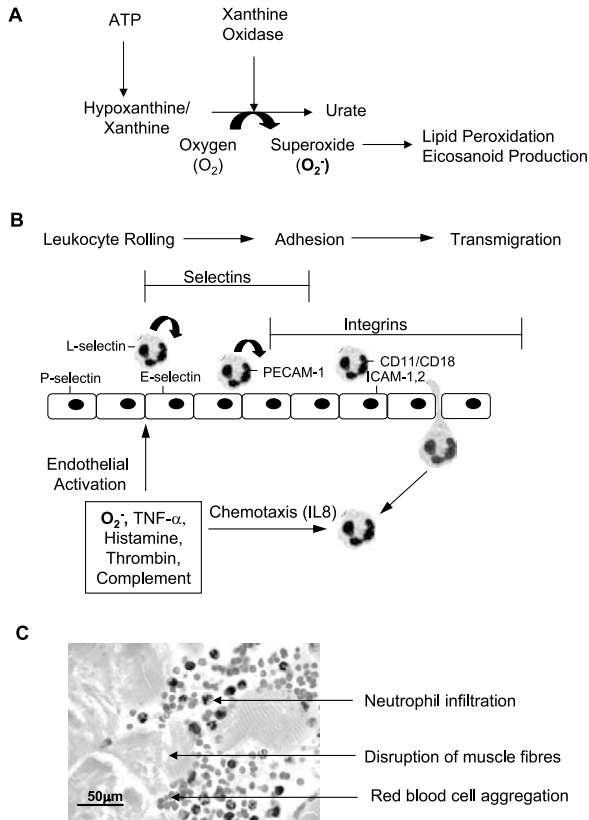 A
ATP
Xanthine
Oxidase
Hypoxanthine/
Xanthine
Urate
Oxygen
(O₂)
Superoxide
(O₂⁻)
Lipid Peroxidation
Eicosanoid Production
B
Leukocyte Rolling
Adhesion
Transmigration
Selectins
Integrins
L-selectin
P-selectin
E-selectin
PECAM-1
CD11/CD18
ICAM-1,2
Endothelial
Activation
O₂⁻, TNF-α,
Histamine,
Thrombin,
Complement
Chemotaxis (IL8)
C
Neutrophil infiltration
Disruption of muscle fibres
Red blood cell aggregation
50μm